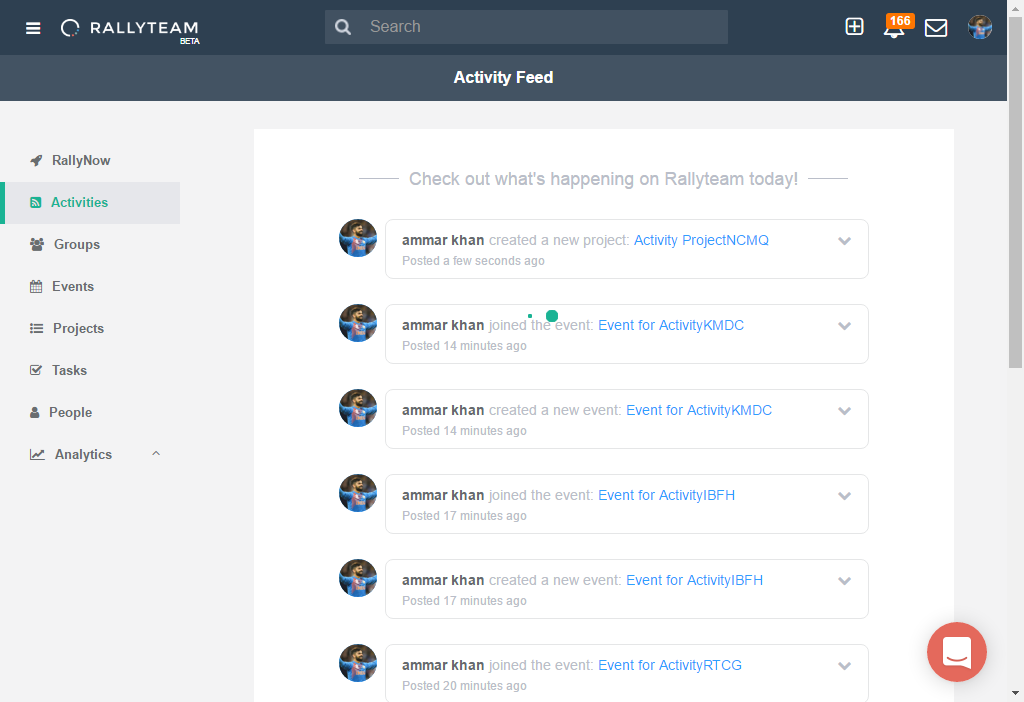 RALLYTEAM
BETA
Search
166
Activity Feed
RallyNow
Activities
Groups
Events
Projects
Tasks
People
Analytics
Check out what's happening on Rallyteam today!
ammar khan created a new project: Activity ProjectNCMQ
Posted a few seconds ago
ammar khan joined the event: Event for ActivityKMDC
Posted 14 minutes ago
ammar khan created a new event: Event for ActivityKMDC
Posted 14 minutes ago
ammar khan joined the event: Event for ActivityIBFH
Posted 17 minutes ago
ammar khan created a new event: Event for ActivityIBFH
Posted 17 minutes ago
ammar khan joined the event: Event for ActivityRTCG
Posted 20 minutes ago